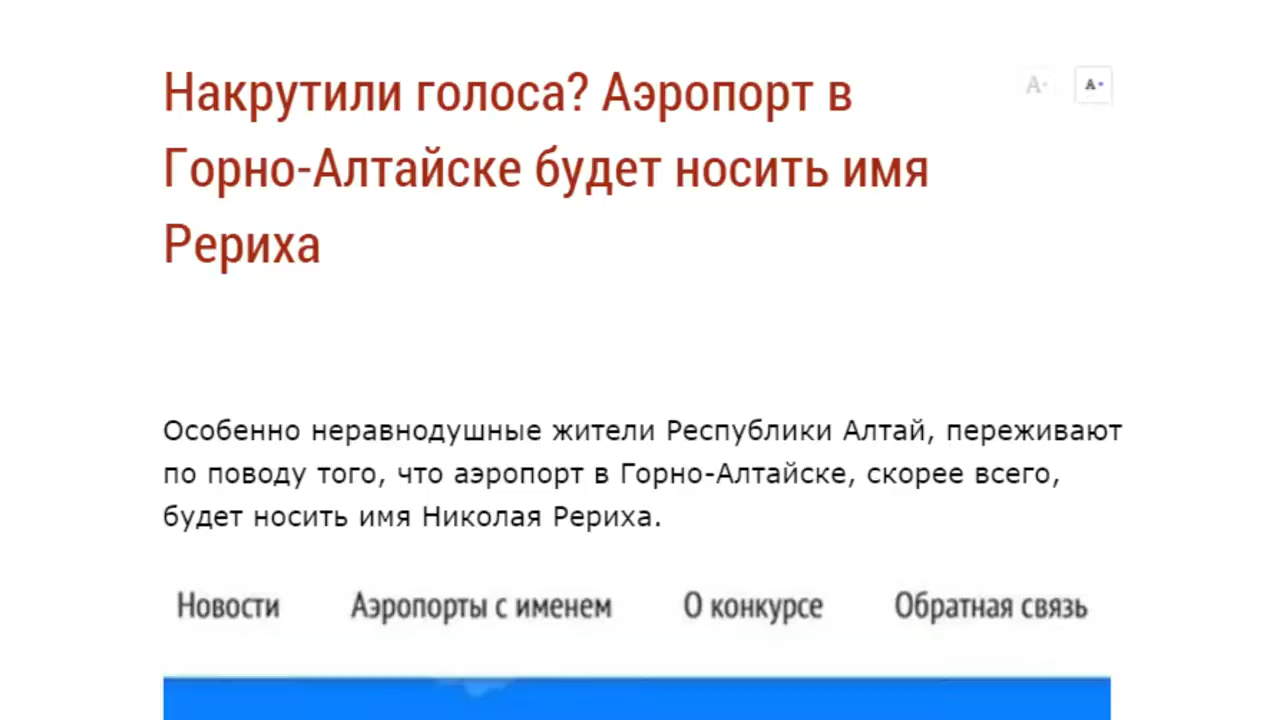 Накрутили голоса? Аэропорт в
Горно-Алтайске будет носить имя
Рериха
A-
A+
Особенно неравнодушные жители Республики Алтай, переживают
по поводу того, что аэропорт в Горно-Алтайске, скорее всего,
будет носить имя Николая Рериха.
Новости Аэропорты с именем О конкурсе Обратная связь